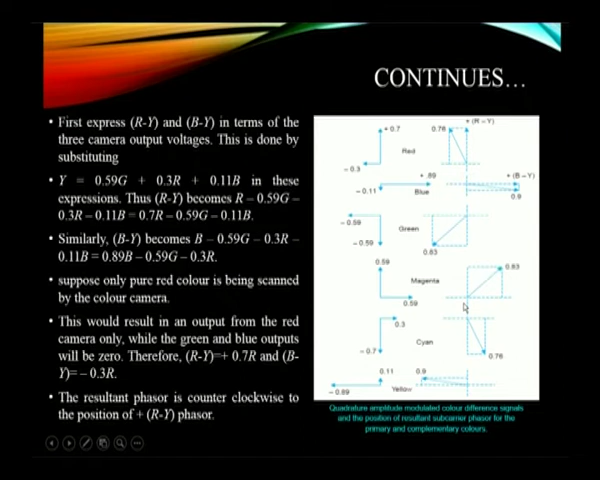 CONTINUES…
• First express (R-Y) and (B-Y) in terms of the
three camera output voltages. This is done by
substituting
• Y = 0.59G + 0.3R + 0.11B in these
expressions. Thus (R-Y) becomes R – 0.59G –
0.3R – 0.11B = 0.7R – 0.59G – 0.11B.
• Similarly, (B-Y) becomes B – 0.59G – 0.3R –
0.11B = 0.89B – 0.59G – 0.3R.
• suppose only pure red colour is being scanned
by the colour camera.
• This would result in an output from the red
camera only, while the green and blue outputs
will be zero. Therefore, (R-Y)=+ 0.7R and (B-
Y)= – 0.3R.
• The resultant phasor is counter clockwise to
the position of + (R-Y) phasor.
+ (R – Y)
+ 0.7
0.76
Red
– 0.3
+ .89
+ (B – Y)
– 0.11
Blue
0.9
– 0.59
Green
– 0.59
0.83
0.59
0.83
Magenta
0.59
0.3
Cyan
– 0.7
0.76
0.11
0.9
– 0.89
Yellow
Quadrature amplitude modulated colour difference signals
and the position of resultant subcarrier phasor for the
primary and complementary colours.